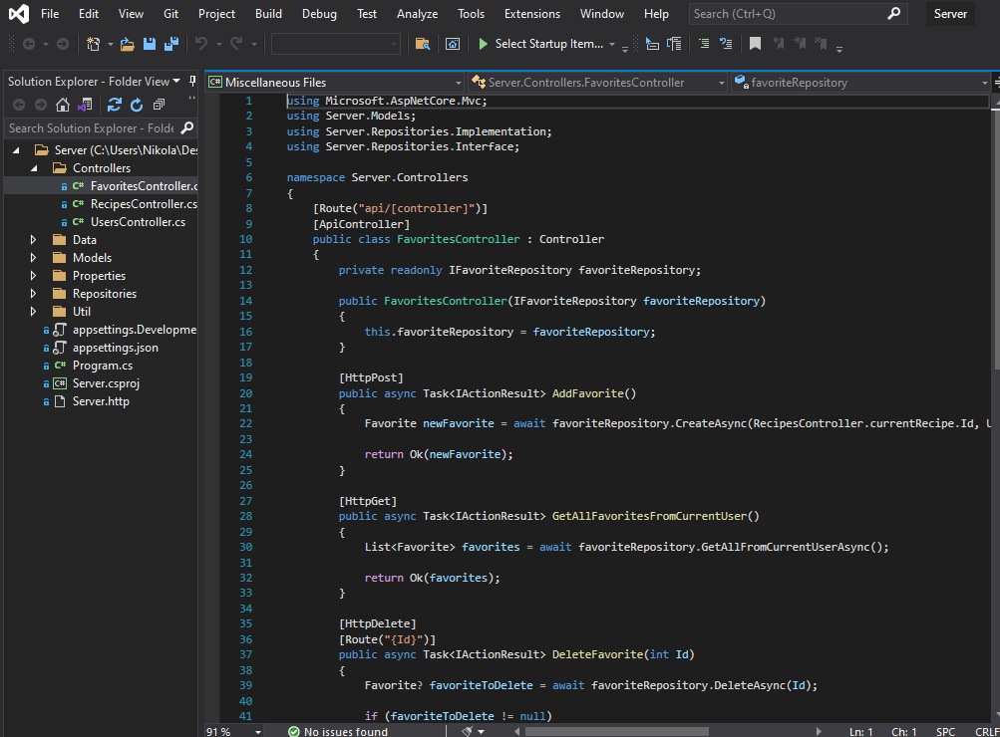 File Edit View Git Project Build Debug Test Analyze Tools Extensions Window Help Search (Ctrl+Q) Server
Select Startup Item...
Solution Explorer - Folder View
Search Solution Explorer - Folde
Server (C:\Users\Nikola\Des
Controllers
FavoritesController.c
RecipesController.cs
UsersController.cs
Data
Models
Properties
Repositories
Util
appsettings.Developme
appsettings.json
Program.cs
Server.csproj
Server.http
Miscellaneous Files Server.Controllers.FavoritesController favoriteRepository
1 using Microsoft.AspNetCore.Mvc;
2 using Server.Models;
3 using Server.Repositories.Implementation;
4 using Server.Repositories.Interface;
5
6 namespace Server.Controllers
7 {
8 [Route("api/[controller]")]
9 [ApiController]
10 public class FavoritesController : Controller
11 {
12 private readonly IFavoriteRepository favoriteRepository;
13
14 public FavoritesController(IFavoriteRepository favoriteRepository)
15 {
16 this.favoriteRepository = favoriteRepository;
17 }
18
19 [HttpPost]
20 public async Task<IActionResult> AddFavorite()
21 {
22 Favorite newFavorite = await favoriteRepository.CreateAsync(RecipesController.currentRecipe.Id, U
23
24 return Ok(newFavorite);
25 }
26
27 [HttpGet]
28 public async Task<IActionResult> GetAllFavoritesFromCurrentUser()
29 {
30 List<Favorite> favorites = await favoriteRepository.GetAllFromCurrentUserAsync();
31
32 return Ok(favorites);
33 }
34
35 [HttpDelete]
36 [Route("{Id}")]
37 public async Task<IActionResult> DeleteFavorite(int Id)
38 {
39 Favorite? favoriteToDelete = await favoriteRepository.DeleteAsync(Id);
40
41 if (favoriteToDelete != null)
91 % No issues found Ln: 1 Ch: 1 SPC CRLF